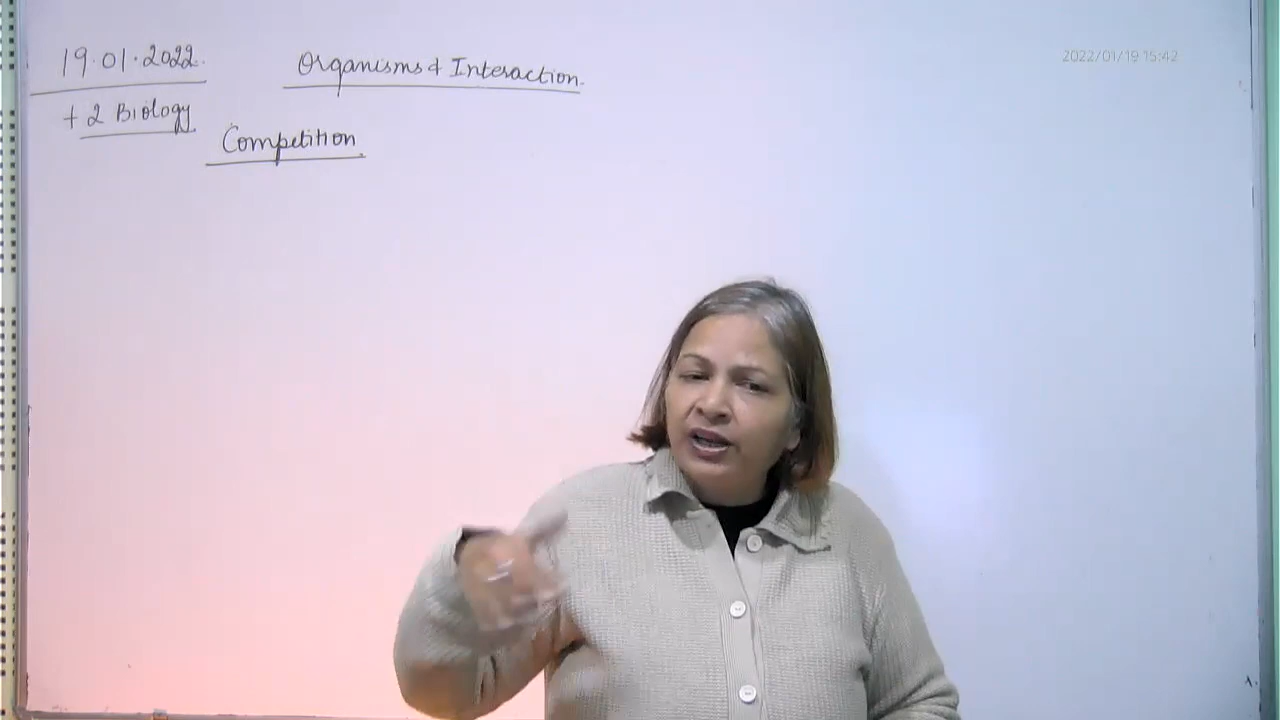 19.01.2022.
Organisms & Interaction.
2022/01/19 15:42
+ 2 Biology
Competition